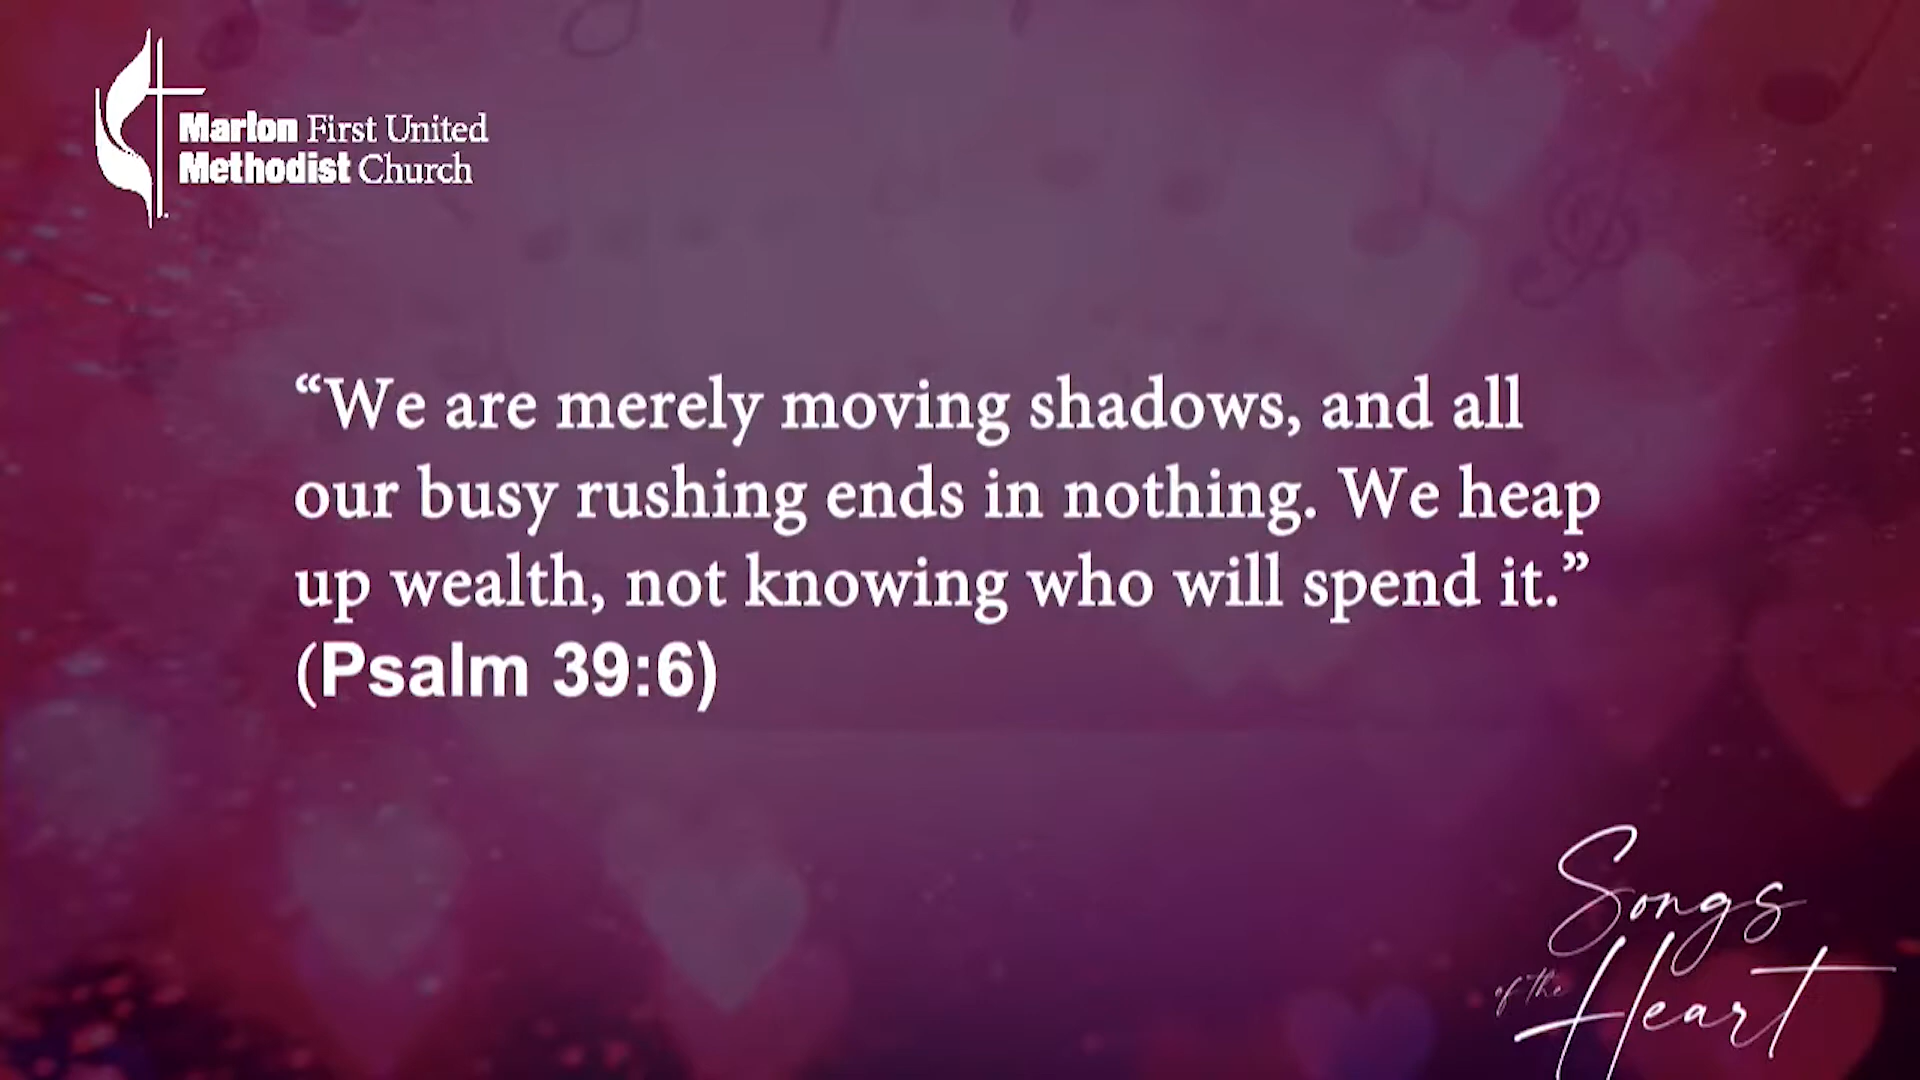 Marion First United
Methodist Church
“We are merely moving shadows, and all
our busy rushing ends in nothing. We heap
up wealth, not knowing who will spend it.”
(Psalm 39:6)
Songs
of the
Heart